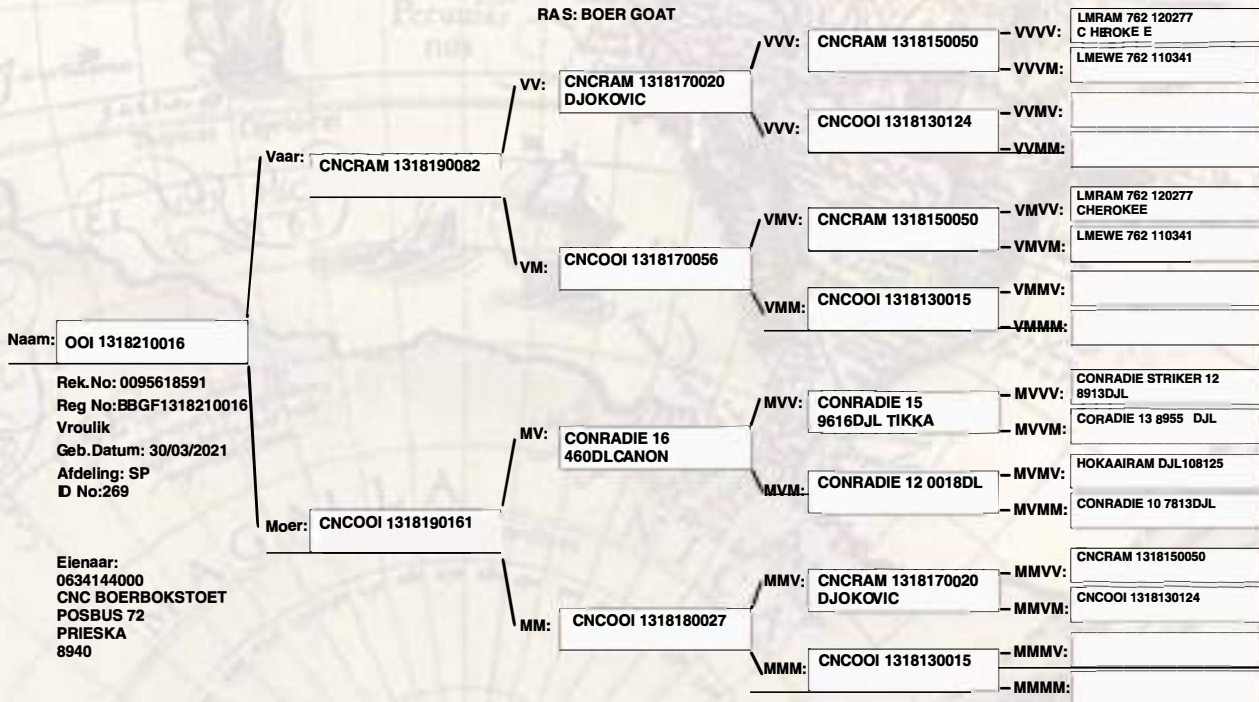 RAS: BOER GOAT
Naam: OOI 1318210016
Rek.No: 0095618591
Reg No:BBGF1318210016
Vroulik
Geb.Datum: 30/03/2021
Afdeling: SP
ID No:269
Eienaar:
0634144000
CNC BOERBOKSTOET
POSBUS 72
PRIESKA
8940
Vaar: CNCRAM 1318190082
Moer: CNCOOI 1318190161
VV: CNCRAM 1318170020
DJOKOVIC
VM: CNCOOI 1318170056
MV: CONRADIE 16
460DLCANON
MM: CNCOOI 1318180027
VVV: CNCRAM 1318150050
VVV: CNCOOI 1318130124
VMV: CNCRAM 1318150050
VMM: CNCOOI 1318130015
MVV: CONRADIE 15
9616DJL TIKKA
MVM: CONRADIE 12 0018DL
MMV: CNCRAM 1318170020
DJOKOVIC
MMM: CNCOOI 1318130015
VVVV: LMRAM 762 120277
C HEROKE E
VVVM: LMEWE 762 110341
VVMV:
VVMM:
VMVV: LMRAM 762 120277
CHEROKEE
VMVM: LMEWE 762 110341
VMMV:
VMMM:
MVVV: CONRADIE STRIKER 12
8913DJL
MVVM: CORADIE 13 8955 DJL
MVMV: HOKAAIRAM DJL108125
MVMM: CONRADIE 10 7813DJL
MMVV: CNCRAM 1318150050
MMVM: CNCOOI 1318130124
MMMV:
MMMM: